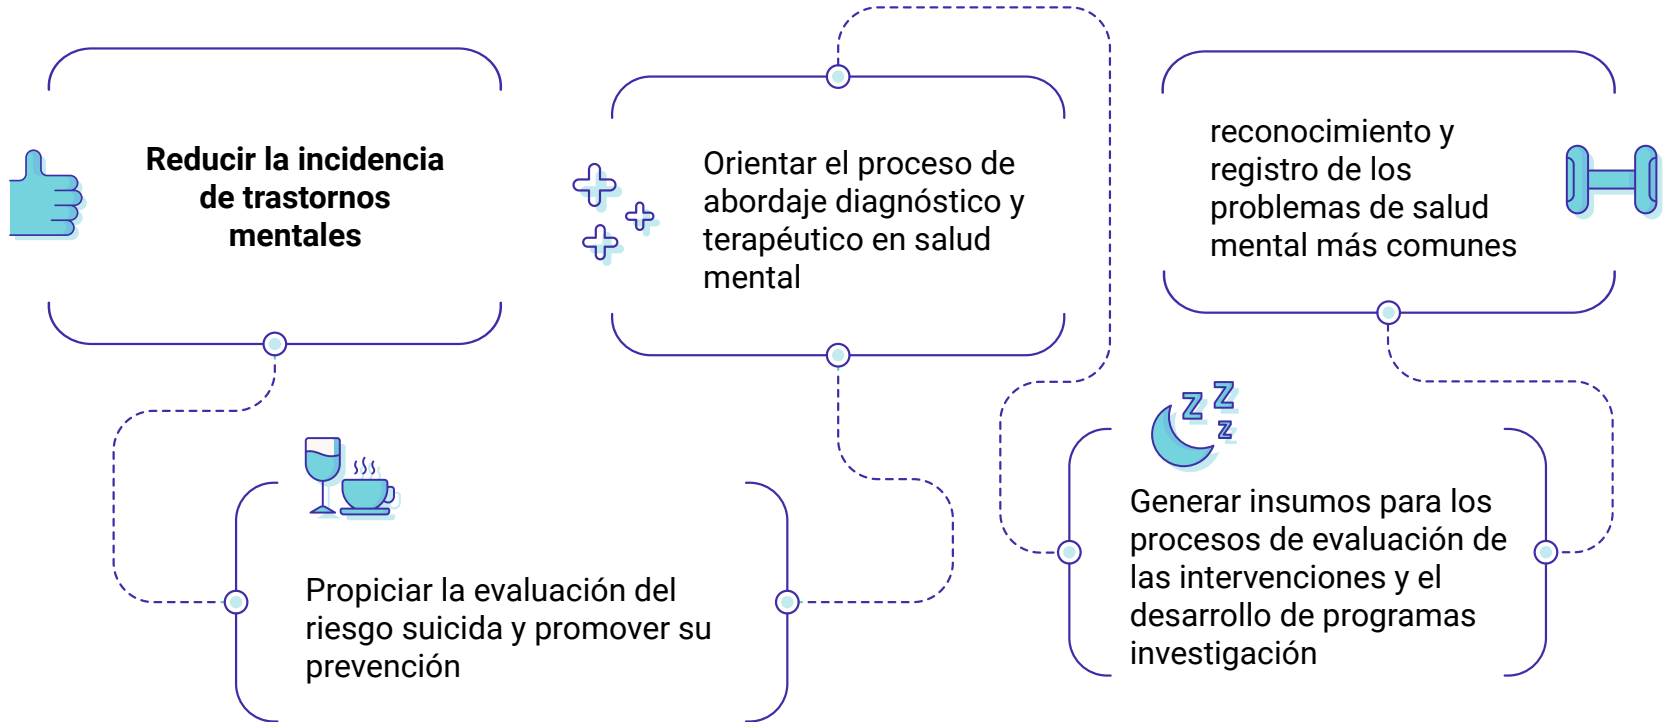 Reducir la incidencia
de trastornos
mentales
Orientar el proceso de
abordaje diagnóstico y
terapéutico en salud
mental
reconocimiento y
registro de los
problemas de salud
mental más comunes
Z Z
z
Propiciar la evaluación del
riesgo suicida y promover su
prevención
Generar insumos para los
procesos de evaluación de
las intervenciones y el
desarrollo de programas
investigación